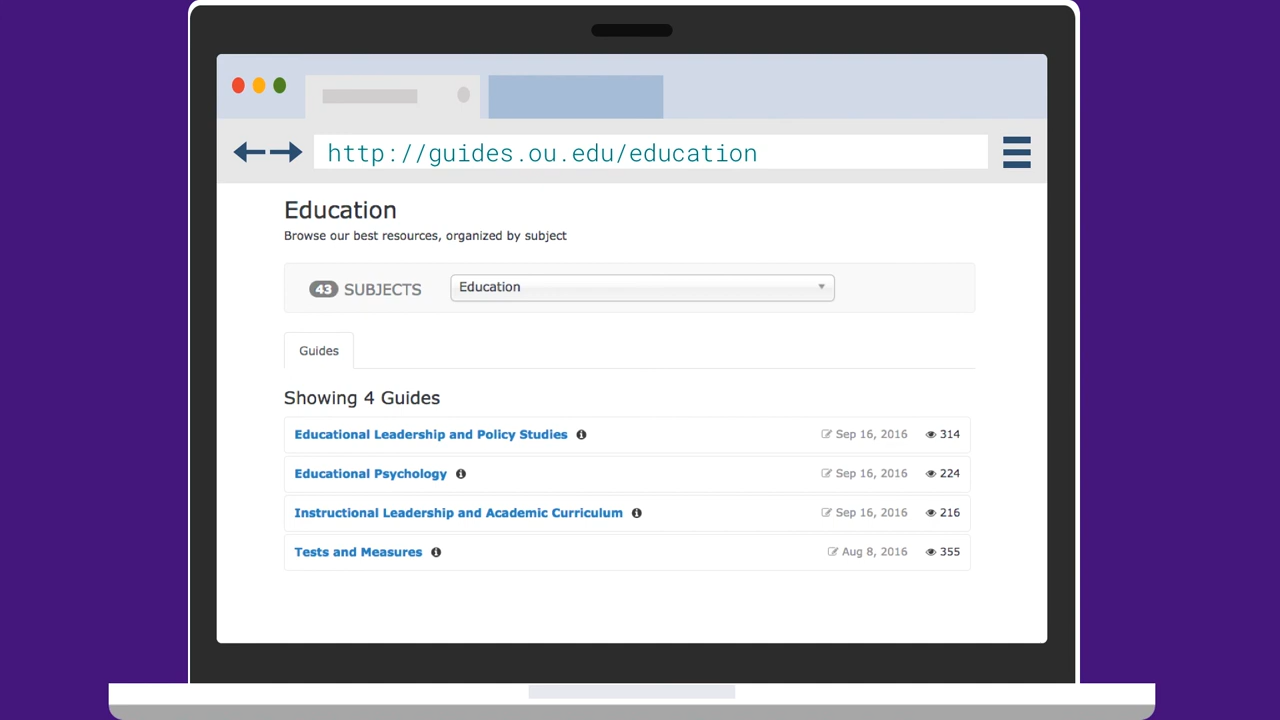 http://guides.ou.edu/education
Education
Browse our best resources, organized by subject
43 SUBJECTS Education
Guides
Showing 4 Guides
Educational Leadership and Policy Studies Sep 16, 2016 314
Educational Psychology Sep 16, 2016 224
Instructional Leadership and Academic Curriculum Sep 16, 2016 216
Tests and Measures Aug 8, 2016 355